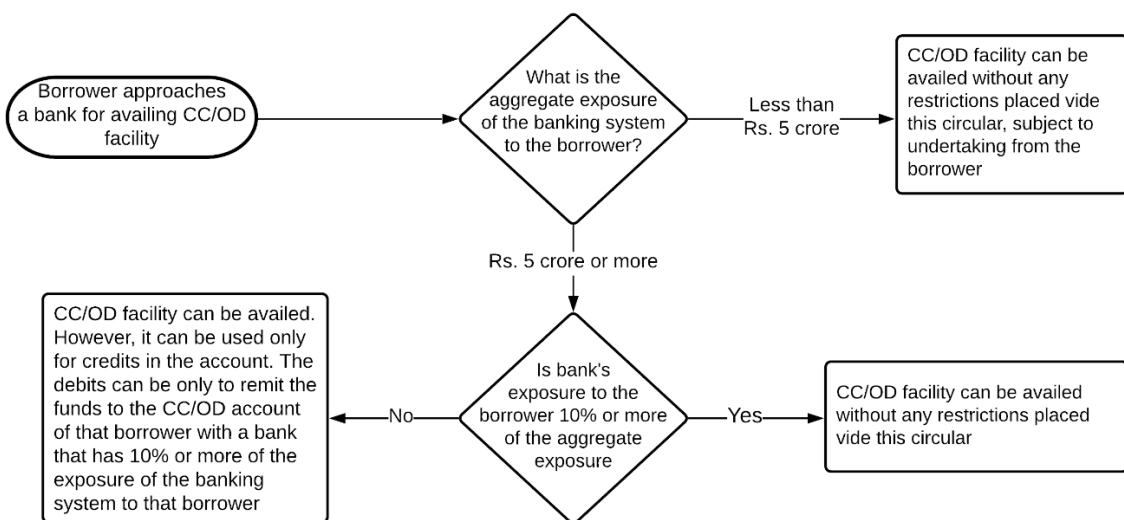 Borrower approaches
a bank for availing CC/OD
facility
What is the
aggregate exposure
of the banking system
to the borrower?
Less than
Rs. 5 crore
CC/OD facility can be
availed without any
restrictions placed vide
this circular, subject to
undertaking from the
borrower
Rs. 5 crore or more
CC/OD facility can be availed.
However, it can be used only
for credits in the account. The
debits can be only to remit the
funds to the CC/OD account
of that borrower with a bank
that has 10% or more of the
exposure of the banking
system to that borrower
No
Is bank's
exposure to the
borrower 10% or more
of the aggregate
exposure
Yes
CC/OD facility can be availed
without any restrictions placed
vide this circular